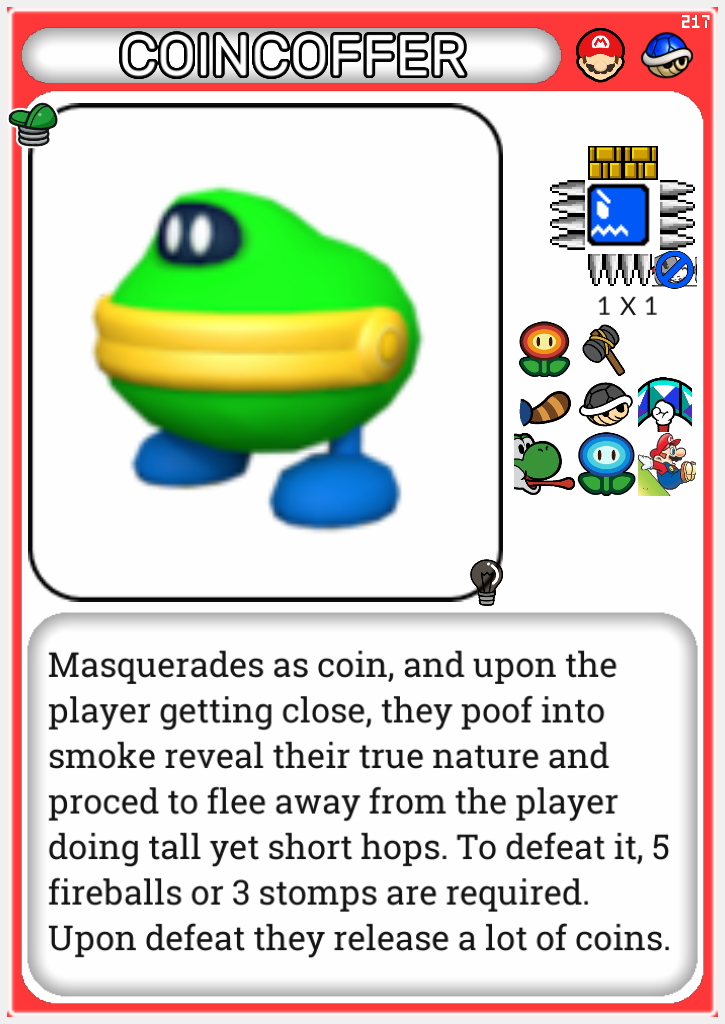 217
COINCOFFER
1 X 1
Masquerades as coin, and upon the
player getting close, they poof into
smoke reveal their true nature and
proced to flee away from the player
doing tall yet short hops. To defeat it, 5
fireballs or 3 stomps are required.
Upon defeat they release a lot of coins.